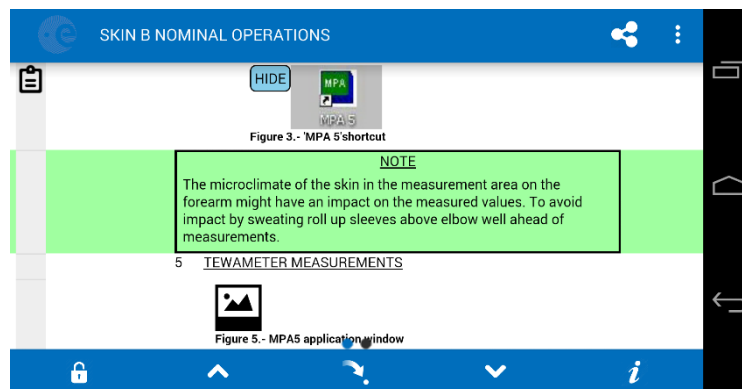 SKIN B NOMINAL OPERATIONS
HIDE
MPA
MPA 5
Figure 3.- 'MPA 5'shortcut
NOTE
The microclimate of the skin in the measurement area on the
forearm might have an impact on the measured values. To avoid
impact by sweating roll up sleeves above elbow well ahead of
measurements.
5 TEWAMETER MEASUREMENTS
Figure 5.- MPA5 application window
i